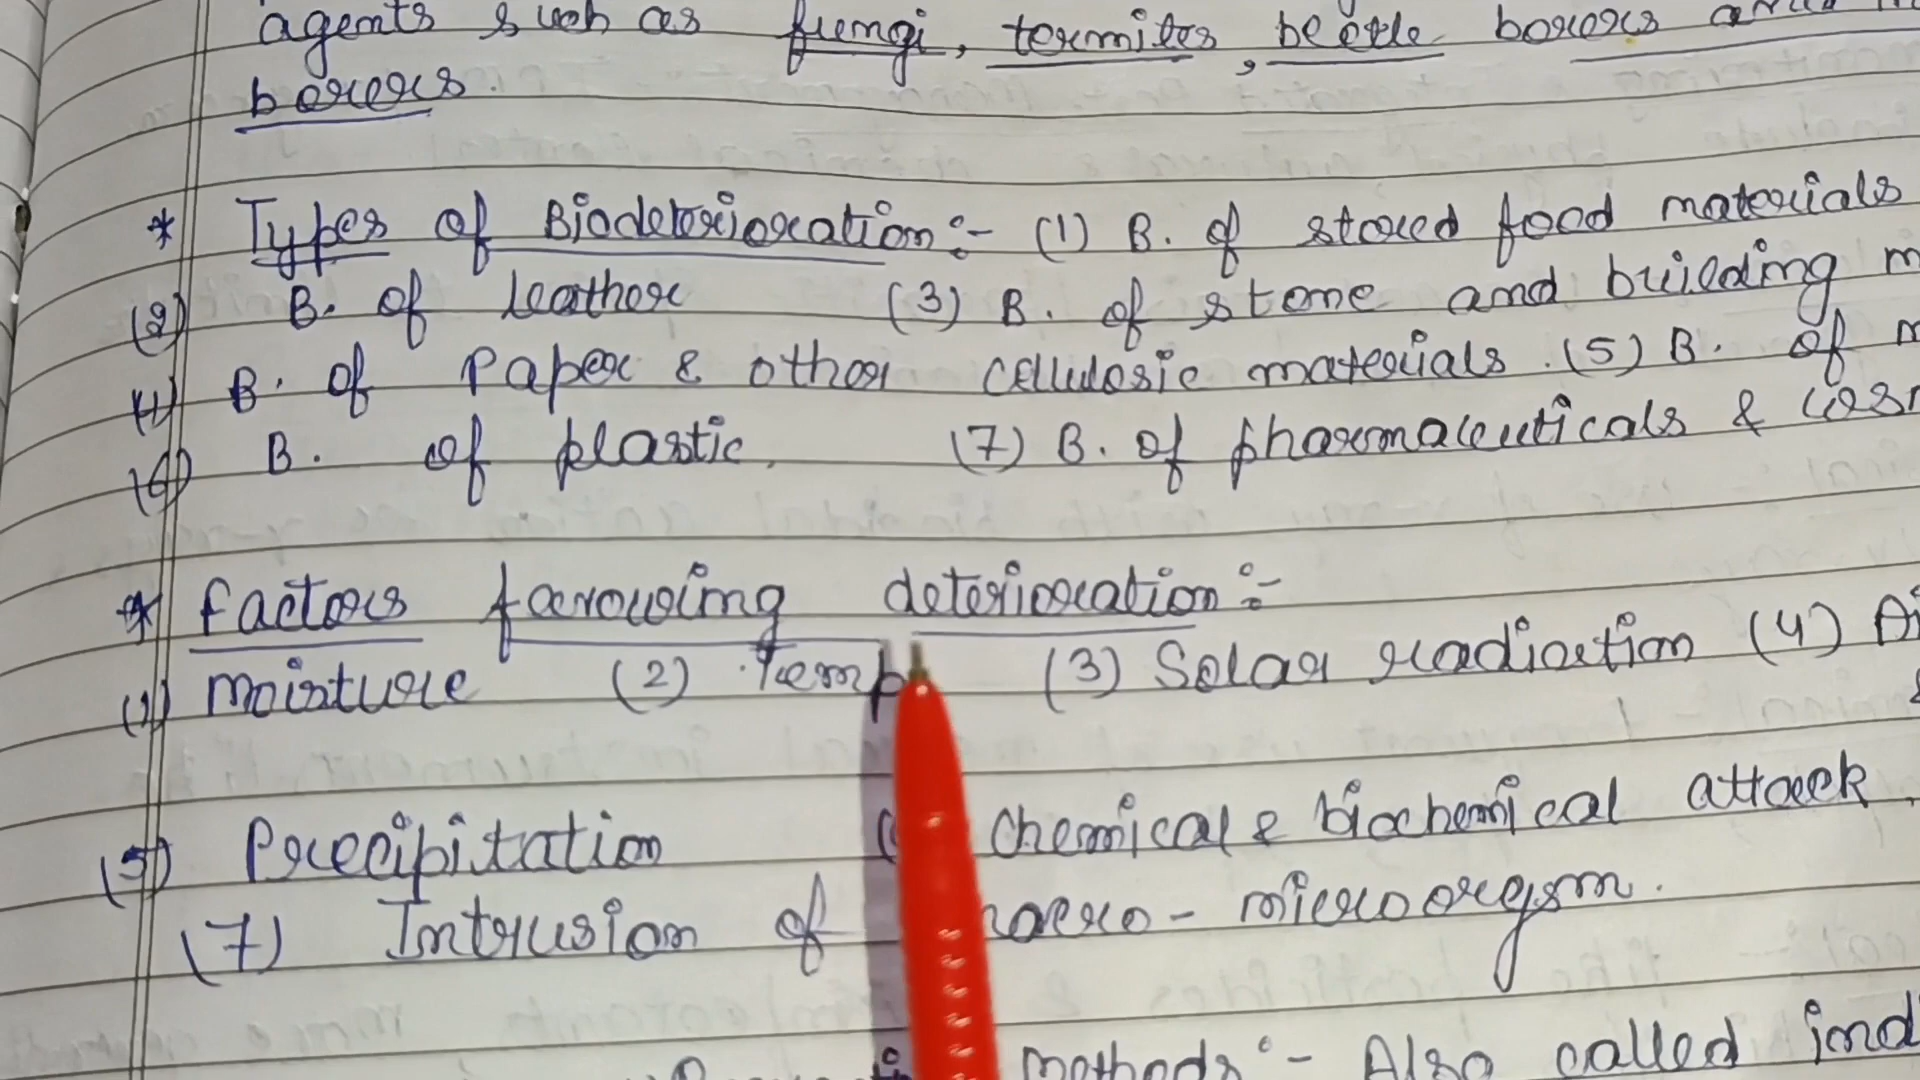 agents such as fungi, termites, beetle borers and
borers.
* Types of Biodeterioration:- (1) B. of stored food materials
(2) B. of leather (3) B. of stone and building
(4) B. of Paper & other cellulosic materials. (5) B. of
(6) B. of plastic. (7) B. of pharmaceuticals &
* factors favouring deterioration:-
(1) moisture (2) Temp (3) Solar radiation (4)
(5) Precipitation Chemical & biochemical attack.
(7) Intrusion of - microorgsm.
methods:- Also called